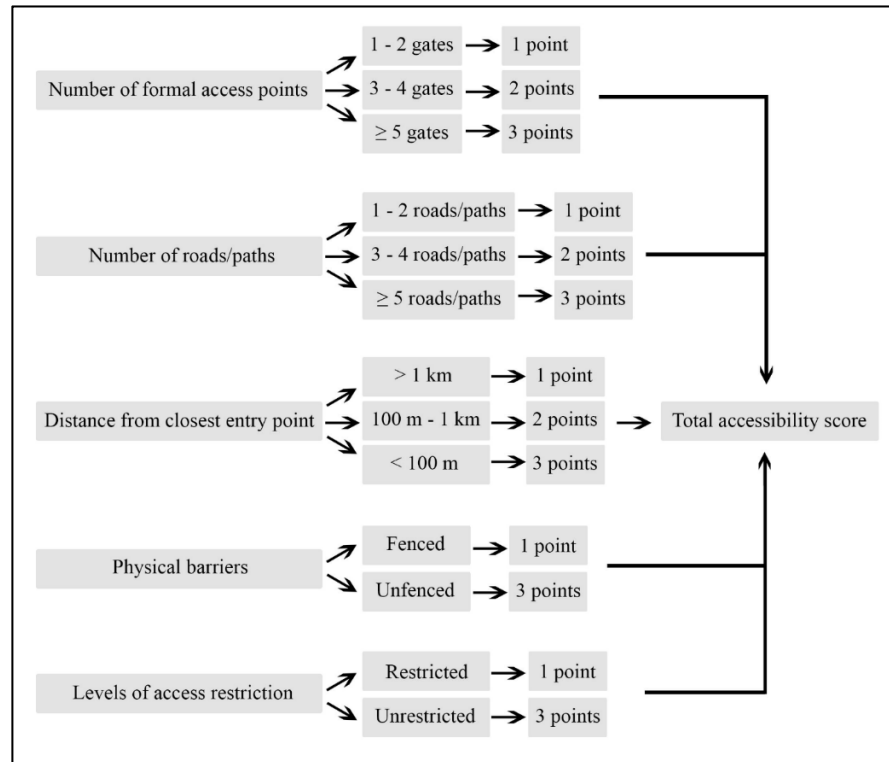 Number of formal access points
1 - 2 gates
1 point
3 - 4 gates
2 points
≥ 5 gates
3 points
Number of roads/paths
1 - 2 roads/paths
1 point
3 - 4 roads/paths
2 points
≥ 5 roads/paths
3 points
Distance from closest entry point
> 1 km
1 point
100 m - 1 km
2 points
< 100 m
3 points
Total accessibility score
Physical barriers
Fenced
1 point
Unfenced
3 points
Levels of access restriction
Restricted
1 point
Unrestricted
3 points